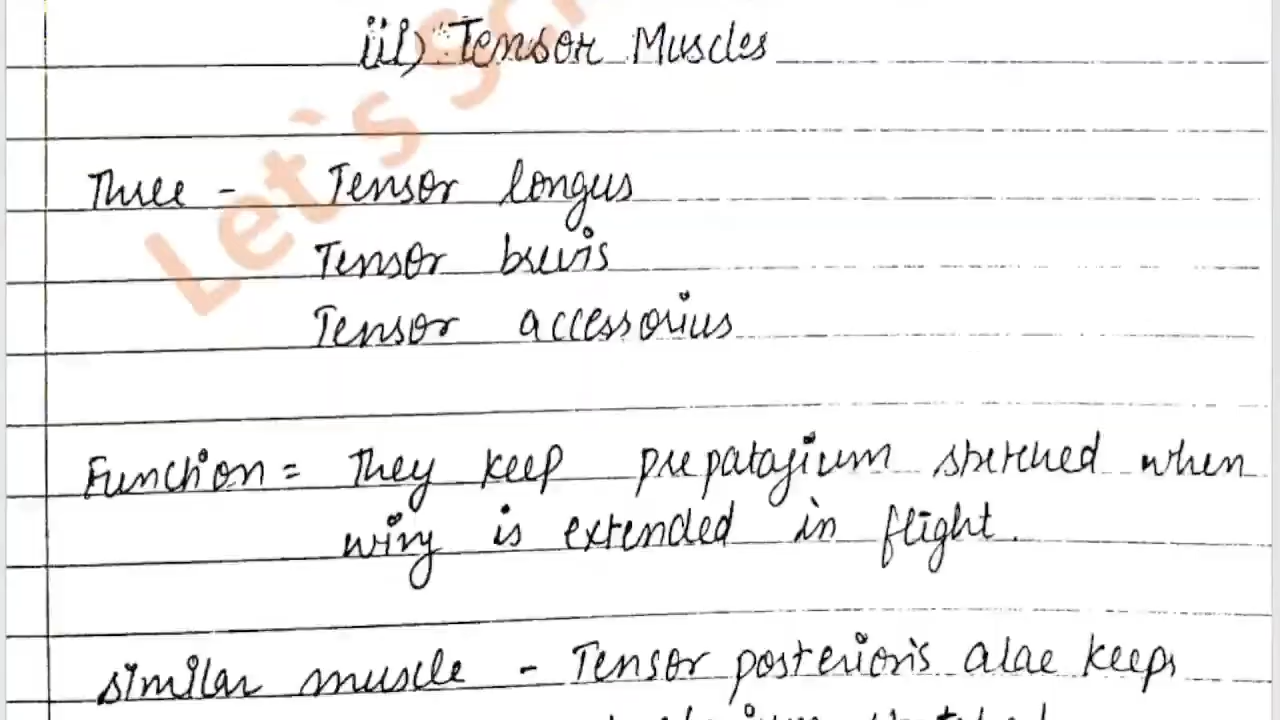 iii) Tensor Muscles
Let's
Three - Tensor longus
Tensor brevis
Tensor accessorius
Function = They keep prepatagium stretched when
wing is extended in flight.
similar muscle - Tensor posterioris alae keeps